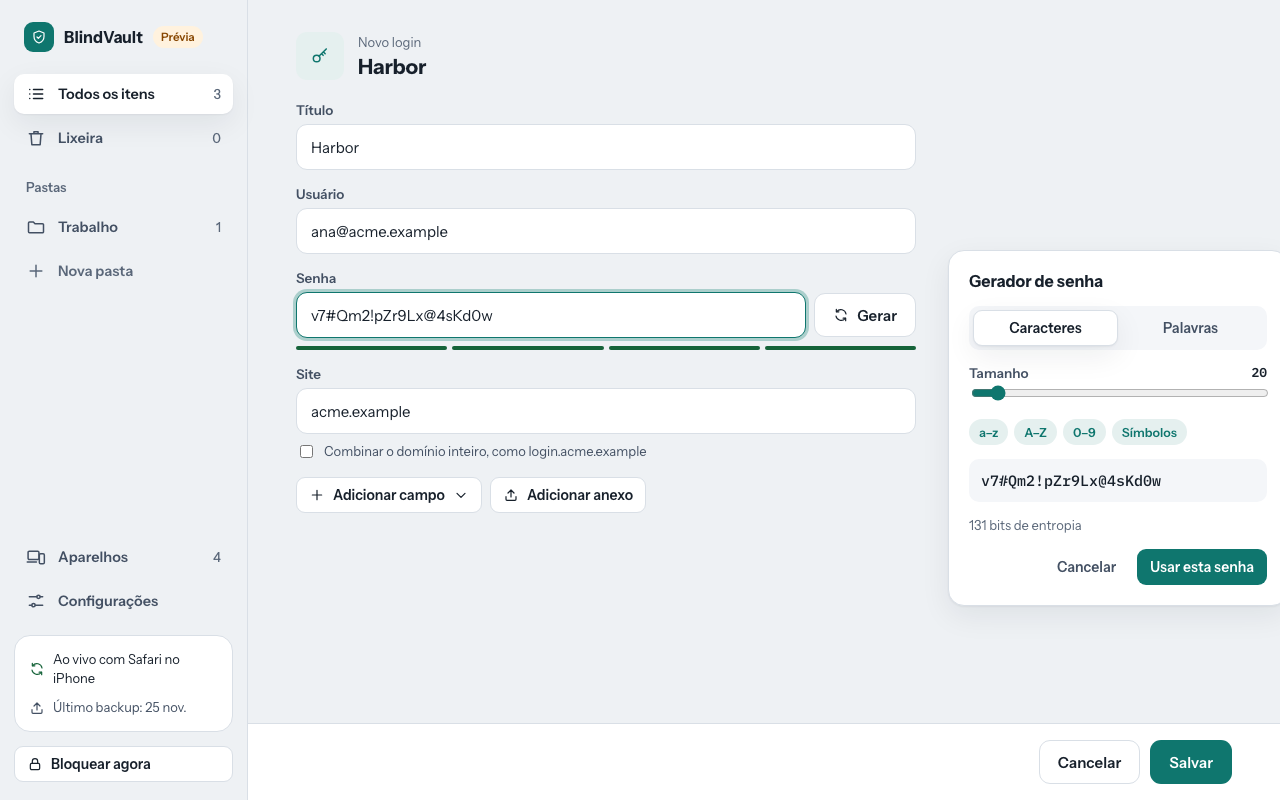 BlindVault Prévia
Todos os itens 3
Lixeira 0
Pastas
Trabalho 1
Nova pasta
Aparelhos 4
Configurações
Ao vivo com Safari no
iPhone
Último backup: 25 nov.
Bloquear agora
Novo login
Harbor
Título
Harbor
Usuário
ana@acme.example
Senha
v7#Qm2!pZr9Lx@4sKd0w
Gerar
Site
acme.example
Combinar o domínio inteiro, como login.acme.example
Adicionar campo
Adicionar anexo
Gerador de senha
Caracteres Palavras
Tamanho 20
a–z A–Z 0–9 Símbolos
v7#Qm2!pZr9Lx@4sKd0w
131 bits de entropia
Cancelar Usar esta senha
Cancelar Salvar